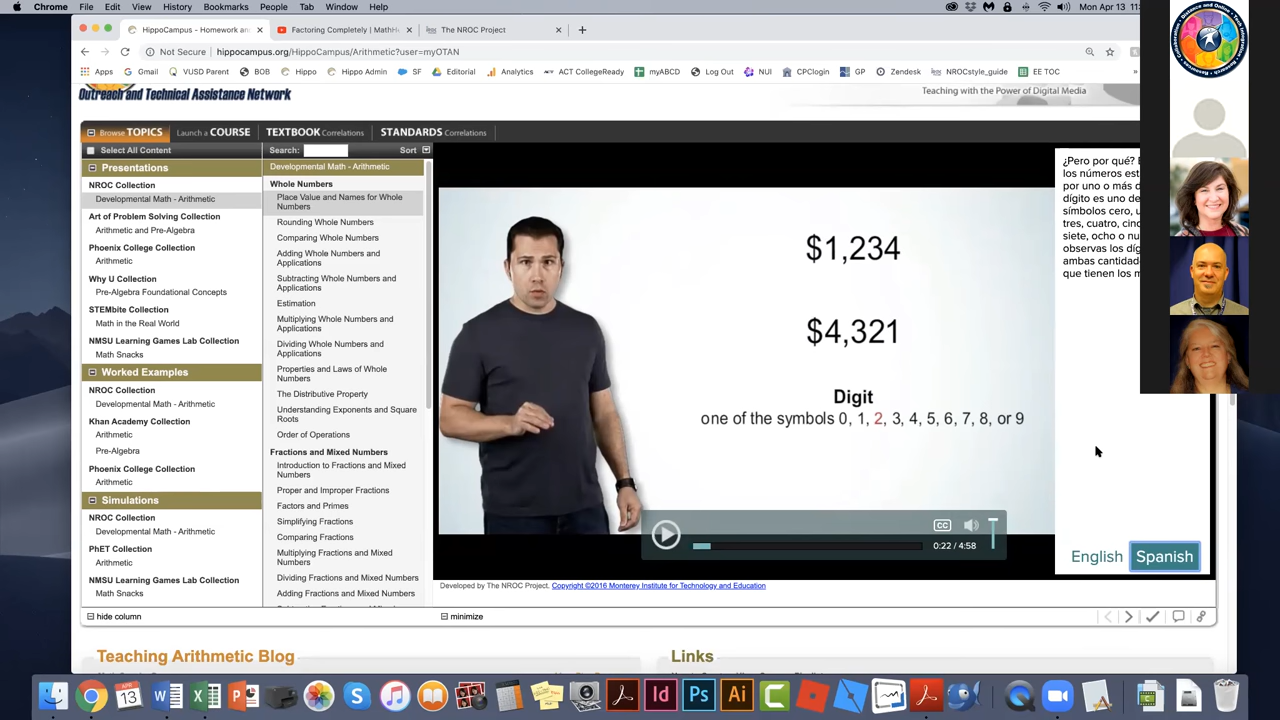 Chrome File Edit View History Bookmarks People Tab Window Help
Mon Apr 13
HippoCampus - Homework an
Factoring Completely | MathH
The NROC Project
Not Secure | hippocampus.org/HippoCampus/Arithmetic?user=myOTAN
Apps Gmail VUSD Parent BOB Hippo Hippo Admin SF Editorial Analytics ACT CollegeReady myABCD Log Out NUI CPClogin GP Zendesk NROCstyle_guide EE TOC
Outreach and Technical Assistance Network
Teaching with the Power of Digital Media
Browse TOPICS
Launch a COURSE
TEXTBOOK Correlations
STANDARDS Correlations
Select All Content
Presentations
NROC Collection
Developmental Math - Arithmetic
Art of Problem Solving Collection
Arithmetic and Pre-Algebra
Phoenix College Collection
Arithmetic
Why U Collection
Pre-Algebra Foundational Concepts
STEMbite Collection
Math in the Real World
NMSU Learning Games Lab Collection
Math Snacks
Worked Examples
NROC Collection
Developmental Math - Arithmetic
Khan Academy Collection
Arithmetic
Pre-Algebra
Phoenix College Collection
Arithmetic
Simulations
NROC Collection
Developmental Math - Arithmetic
PhET Collection
Arithmetic
NMSU Learning Games Lab Collection
Math Snacks
hide column
Search:
Sort
Developmental Math - Arithmetic
Whole Numbers
Place Value and Names for Whole
Numbers
Rounding Whole Numbers
Comparing Whole Numbers
Adding Whole Numbers and
Applications
Subtracting Whole Numbers and
Applications
Estimation
Multiplying Whole Numbers and
Applications
Dividing Whole Numbers and
Applications
Properties and Laws of Whole
Numbers
The Distributive Property
Understanding Exponents and Square
Roots
Order of Operations
Fractions and Mixed Numbers
Introduction to Fractions and Mixed
Numbers
Proper and Improper Fractions
Factors and Primes
Simplifying Fractions
Comparing Fractions
Multiplying Fractions and Mixed
Numbers
Dividing Fractions and Mixed Numbers
Adding Fractions and Mixed Numbers
$1,234
$4,321
Digit
one of the symbols 0, 1, 2, 3, 4, 5, 6, 7, 8, or 9
CC
0:22 / 4:58
¿Pero por qué?
los números est
por uno o más d
dígito es uno de
símbolos cero, u
tres, cuatro, cinc
siete, ocho o nu
observas los díg
ambas cantidad
que tienen los m
English Spanish
Developed by The NROC Project. Copyright ©2016 Monterey Institute for Technology and Education
minimize
Teaching Arithmetic Blog
Links
APR
13
Id
Ps
Ai